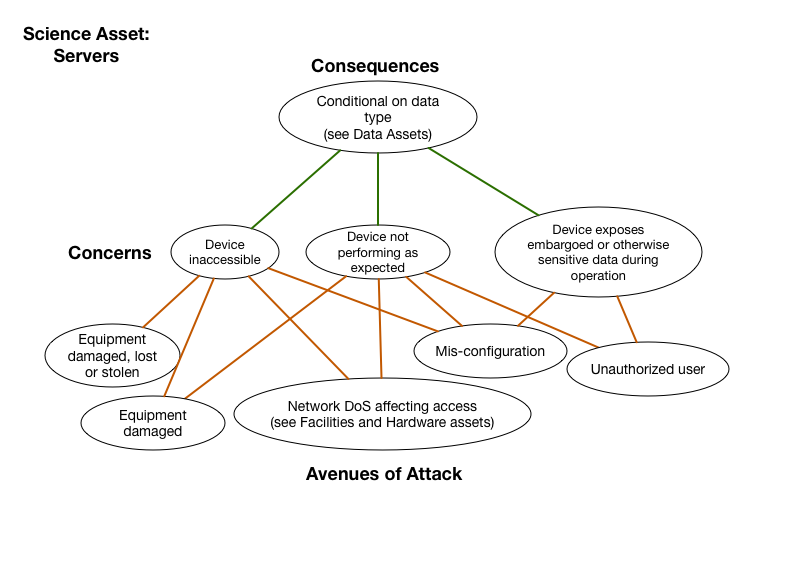 Science Asset:
Servers
Consequences
Conditional on data
type
(see Data Assets)
Concerns
Device
inaccessible
Device not
performing as
expected
Device exposes
embargoed or otherwise
sensitive data during
operation
Equipment
damaged, lost
or stolen
Mis-configuration
Unauthorized user
Equipment
damaged
Network DoS affecting access
(see Facilities and Hardware assets)
Avenues of Attack